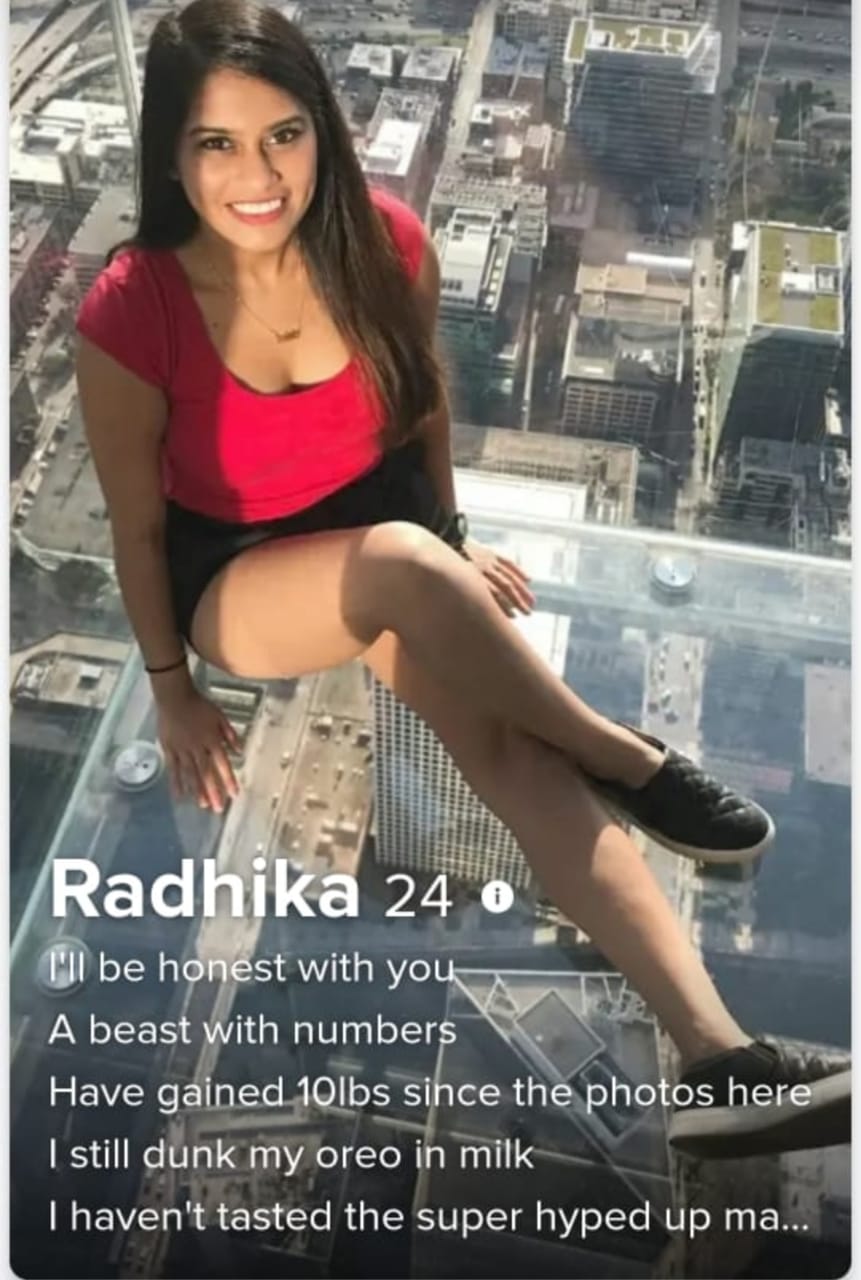 Radhika 24
I'll be honest with you
A beast with numbers
Have gained 10lbs since the photos here
I still dunk my oreo in milk
I haven't tasted the super hyped up ma...